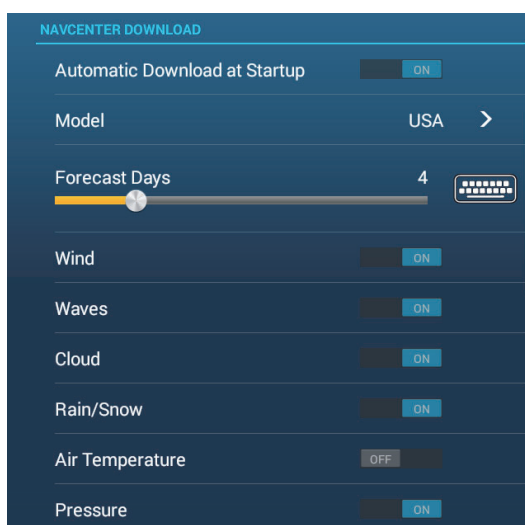 NAVCENTER DOWNLOAD
Automatic Download at Startup ON
Model USA >
Forecast Days 4
Wind ON
Waves ON
Cloud ON
Rain/Snow ON
Air Temperature OFF
Pressure ON